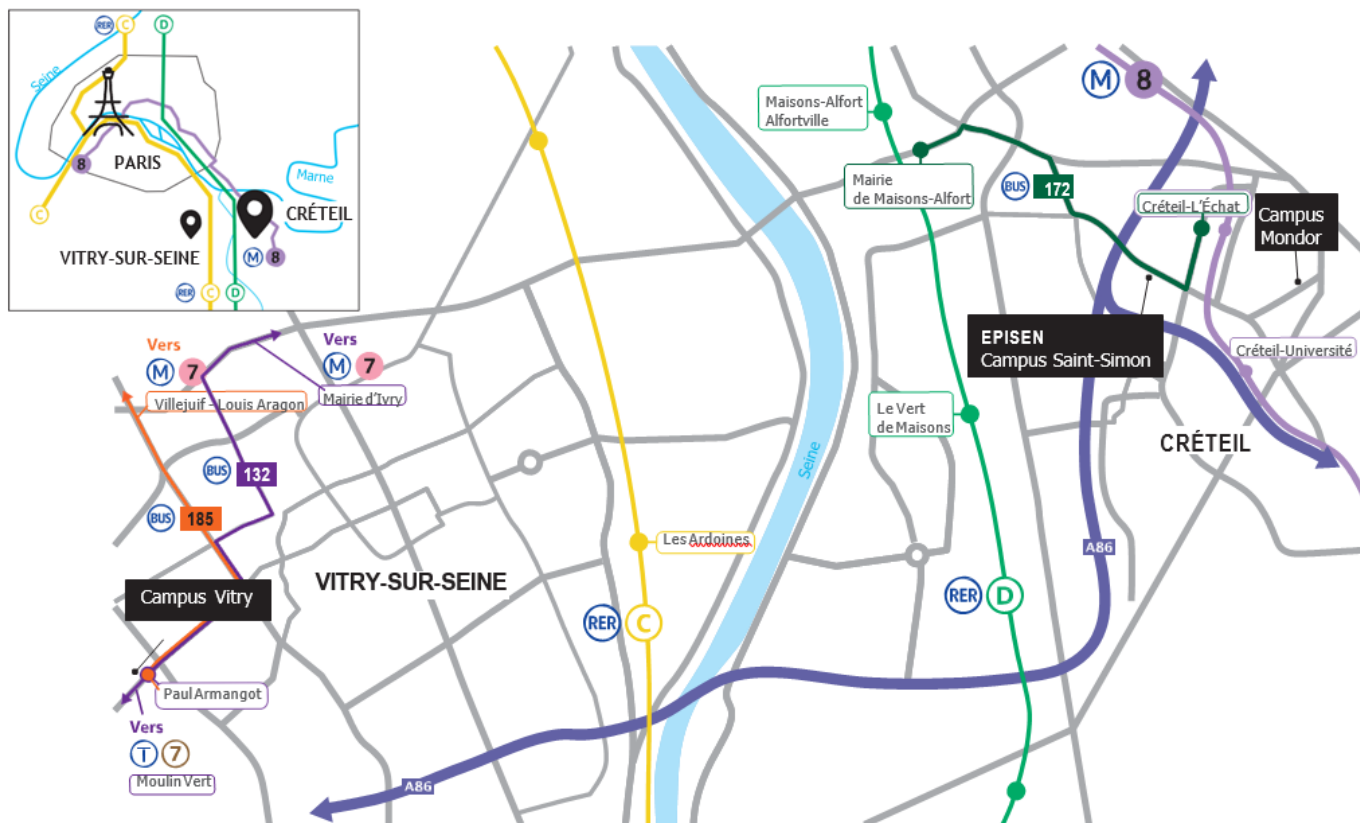 RER
C
D
Seine
8
PARIS
Marne
C
CRÉTEIL
VITRY-SUR-SEINE
M
8
RER
C
D
M
8
Maisons-Alfort
Alfortville
Mairie
de Maisons-Alfort
BUS
172
Créteil-L'Échat
Campus
Mondor
EPISEN
Campus Saint-Simon
Créteil-Université
CRÉTEIL
Vers
M
7
Villejuif - Louis Aragon
Vers
M
7
Mairie d'Ivry
Le Vert
de Maisons
Seine
BUS
132
BUS
185
Les Ardoines
A86
VITRY-SUR-SEINE
Campus Vitry
RER
C
RER
D
Paul Armangot
Vers
T
7
Moulin Vert
A86